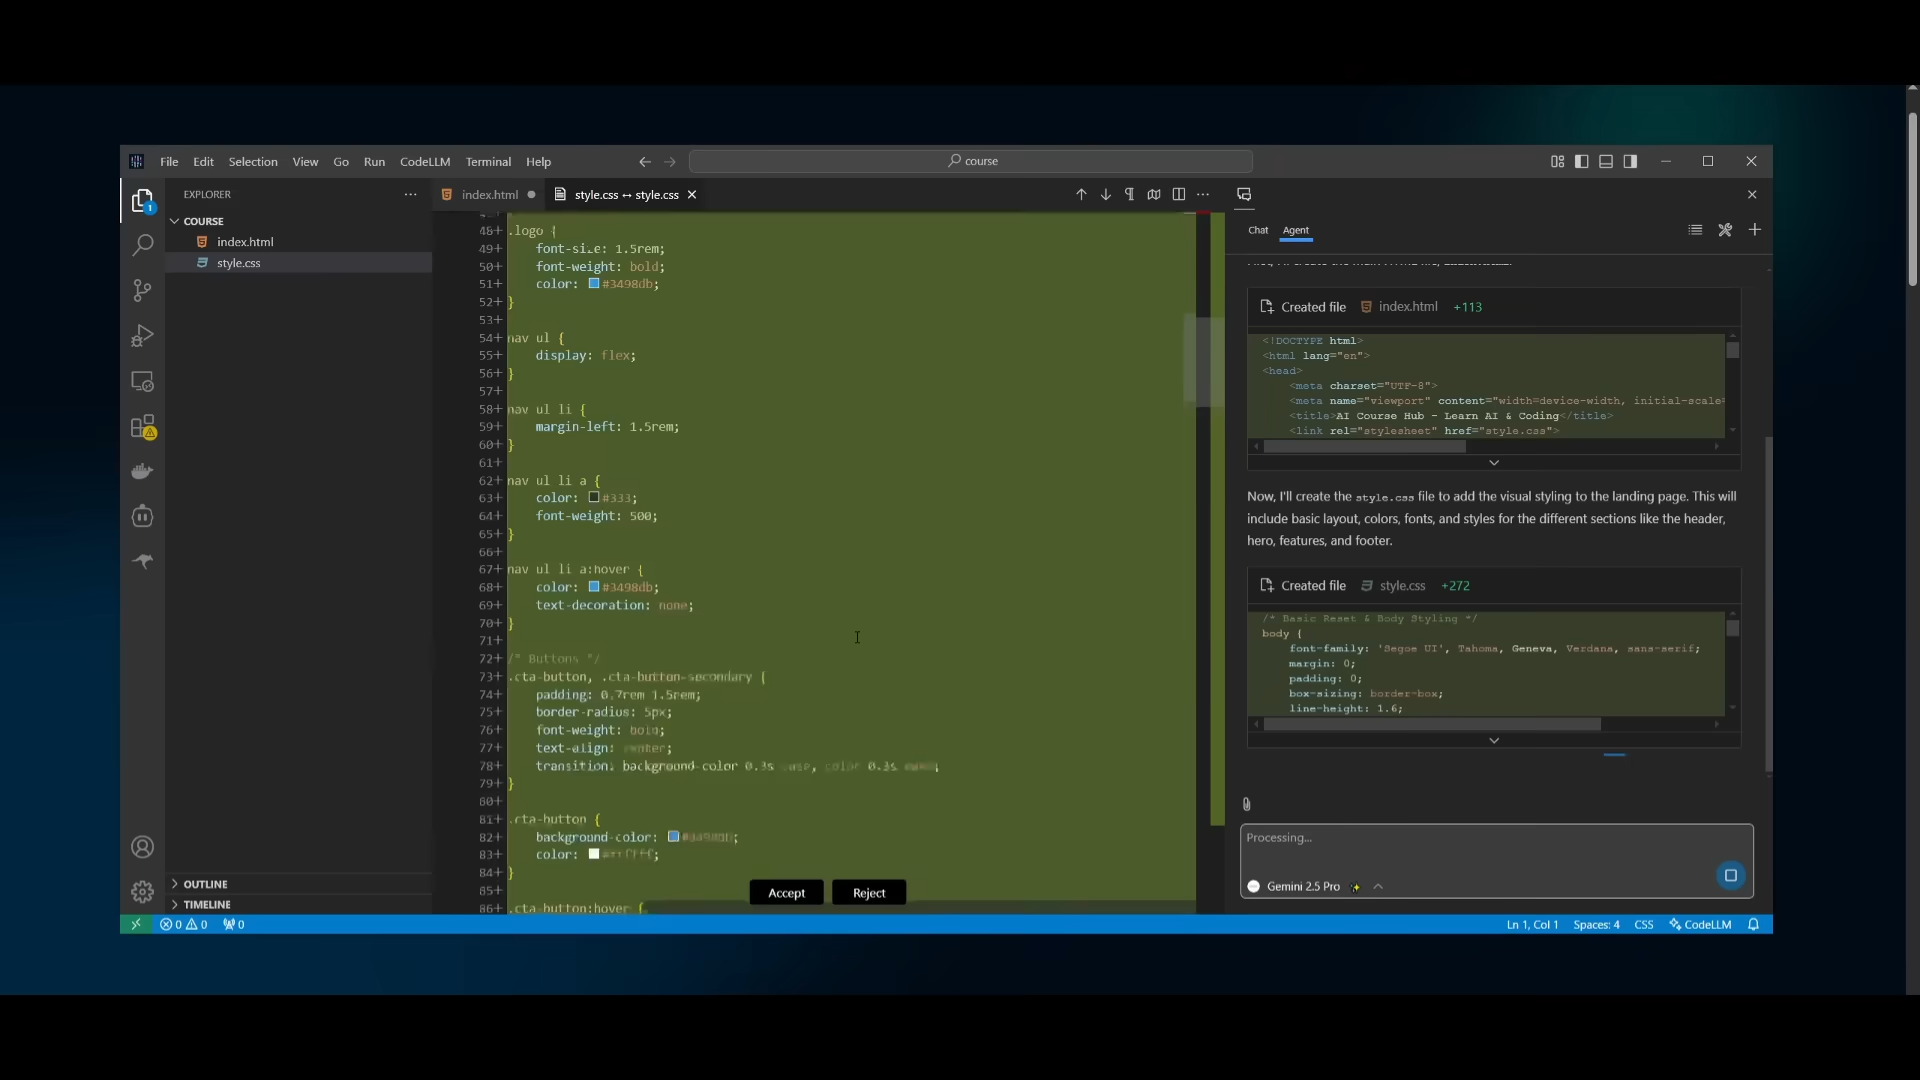 File Edit Selection View Go Run CodeLLM Terminal Help
course
EXPLORER
COURSE
index.html
style.css
OUTLINE
TIMELINE
index.html
style.css ↔ style.css
48+ .logo {
49+ font-size: 1.5rem;
50+ font-weight: bold;
51+ color: #3498db;
52+ }
53+
54+ nav ul {
55+ display: flex;
56+ }
57+
58+ nav ul li {
59+ margin-left: 1.5rem;
60+ }
61+
62+ nav ul li a {
63+ color: #333;
64+ font-weight: 500;
65+ }
66+
67+ nav ul li a:hover {
68+ color: #3498db;
69+ text-decoration: none;
70+ }
71+
72+ /* Buttons */
73+ .cta-button, .cta-button-secondary {
74+ padding: 0.7rem 1.5rem;
75+ border-radius: 5px;
76+ font-weight: bold;
77+ text-align: center;
78+ transition: background-color 0.3s ease, color 0.3s ease;
79+ }
80+
81+ .cta-button {
82+ background-color: #3498db;
83+ color:
84+ }
85+
86+ .cta-button:hover {
Accept Reject
Chat Agent
Created file index.html +113
<!DOCTYPE html>
<html lang="en">
<head>
<meta charset="UTF-8">
<meta name="viewport" content="width=device-width, initial-scale=
<title>AI Course Hub - Learn AI & Coding</title>
<link rel="stylesheet" href="style.css">
Now, I'll create the style.css file to add the visual styling to the landing page. This will
include basic layout, colors, fonts, and styles for the different sections like the header,
hero, features, and footer.
Created file style.css +272
/* Basic Reset & Body Styling */
body {
font-family: 'Segoe UI', Tahoma, Geneva, Verdana, sans-serif;
margin: 0;
padding: 0;
box-sizing: border-box;
line-height: 1.6;
Processing...
Gemini 2.5 Pro
0 0 0
Ln 1, Col 1 Spaces: 4 CSS CodeLLM